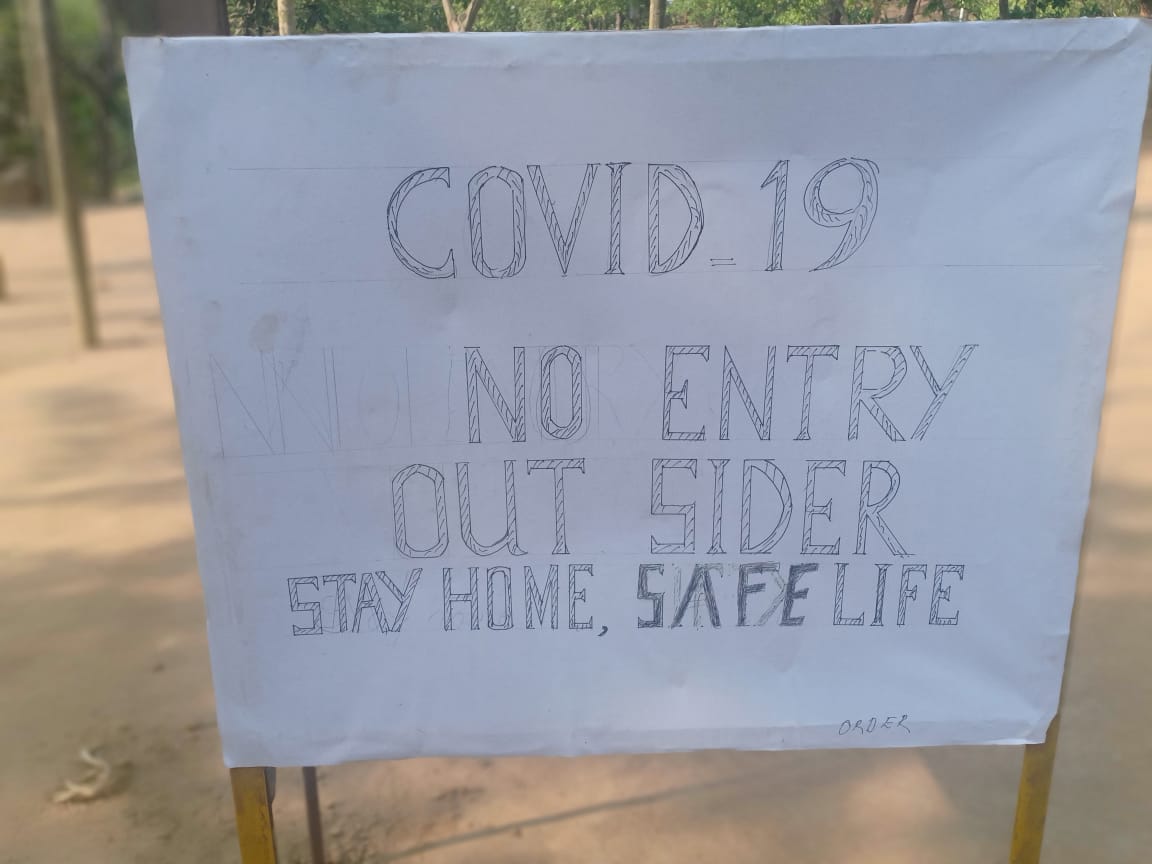 COVID = 19
NO ENTRY
OUT SIDER
STAY HOME, SAFE LIFE
ORDER